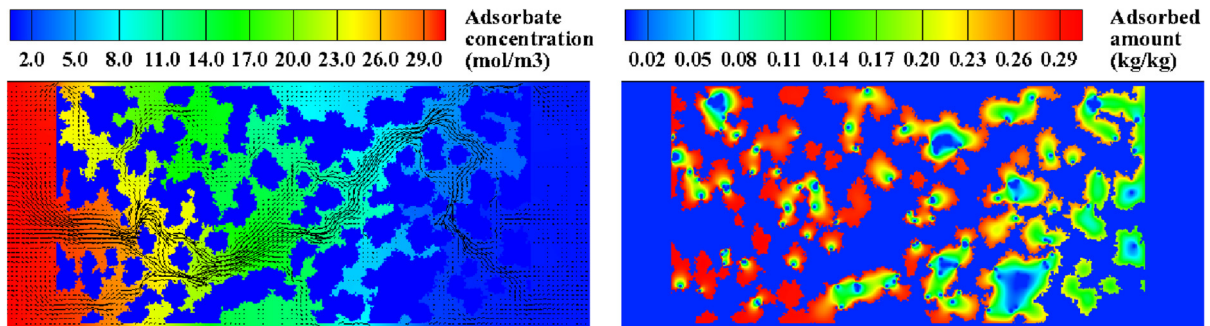 Adsorbate
concentration
(mol/m3)
2.0 5.0 8.0 11.0 14.0 17.0 20.0 23.0 26.0 29.0
Adsorbed
amount
(kg/kg)
0.02 0.05 0.08 0.11 0.14 0.17 0.20 0.23 0.26 0.29